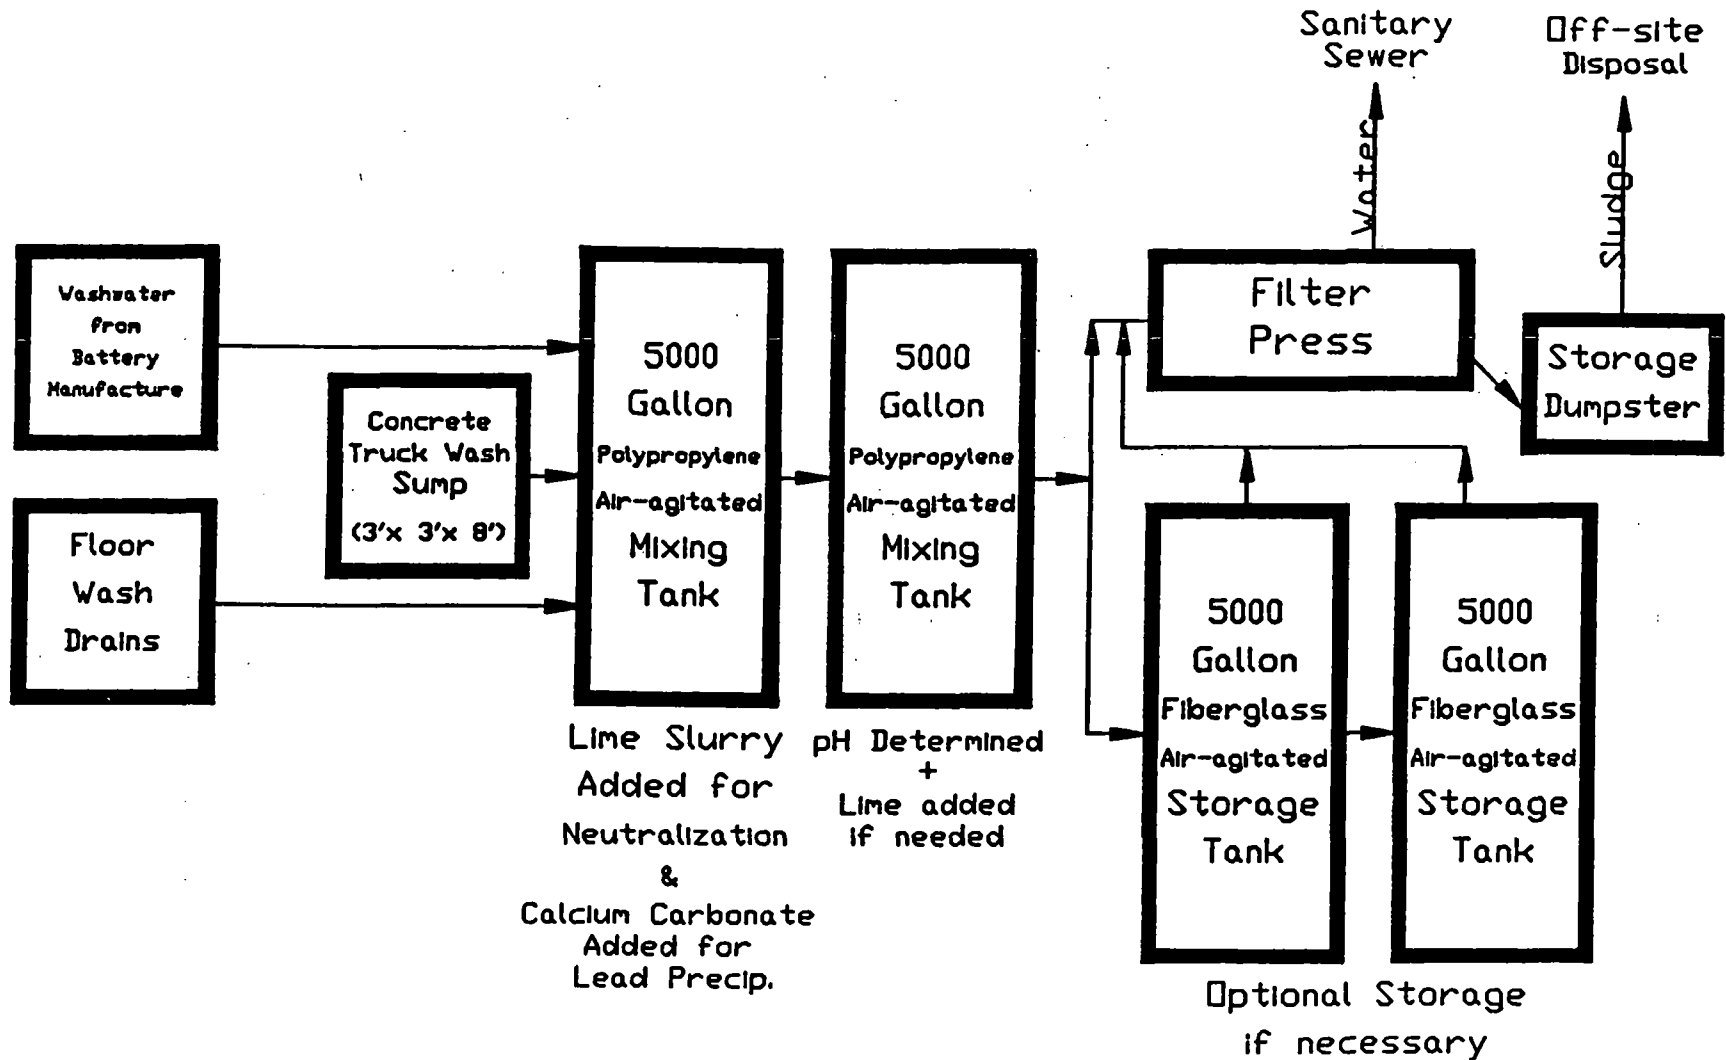 Sanitary
Sewer
Off-site
Disposal
Water
Sludge
Washwater
from
Battery
Manufacture
Concrete
Truck Wash
Sump
(3'x 3'x 8')
Floor
Wash
Drains
5000
Gallon
Polypropylene
Air-agitated
Mixing
Tank
Lime Slurry
Added for
Neutralization
&
Calcium Carbonate
Added for
Lead Precip.
5000
Gallon
Polypropylene
Air-agitated
Mixing
Tank
pH Determined
+
Lime added
if needed
Filter
Press
Storage
Dumpster
5000
Gallon
Fiberglass
Air-agitated
Storage
Tank
5000
Gallon
Fiberglass
Air-agitated
Storage
Tank
Optional Storage
if necessary